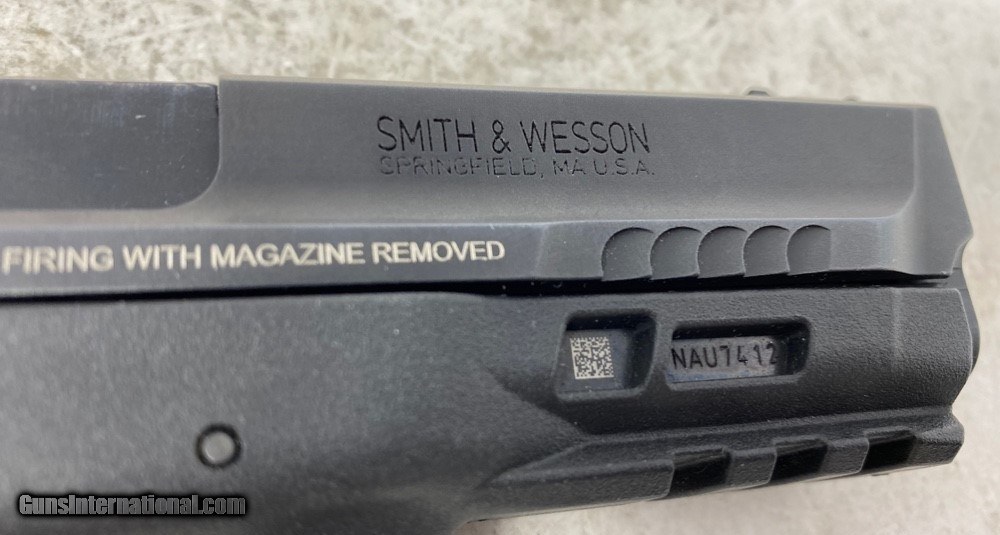 SMITH & WESSON
SPRINGFIELD, MA U.S.A.
FIRING WITH MAGAZINE REMOVED
NAU7412
GunsInternational.com